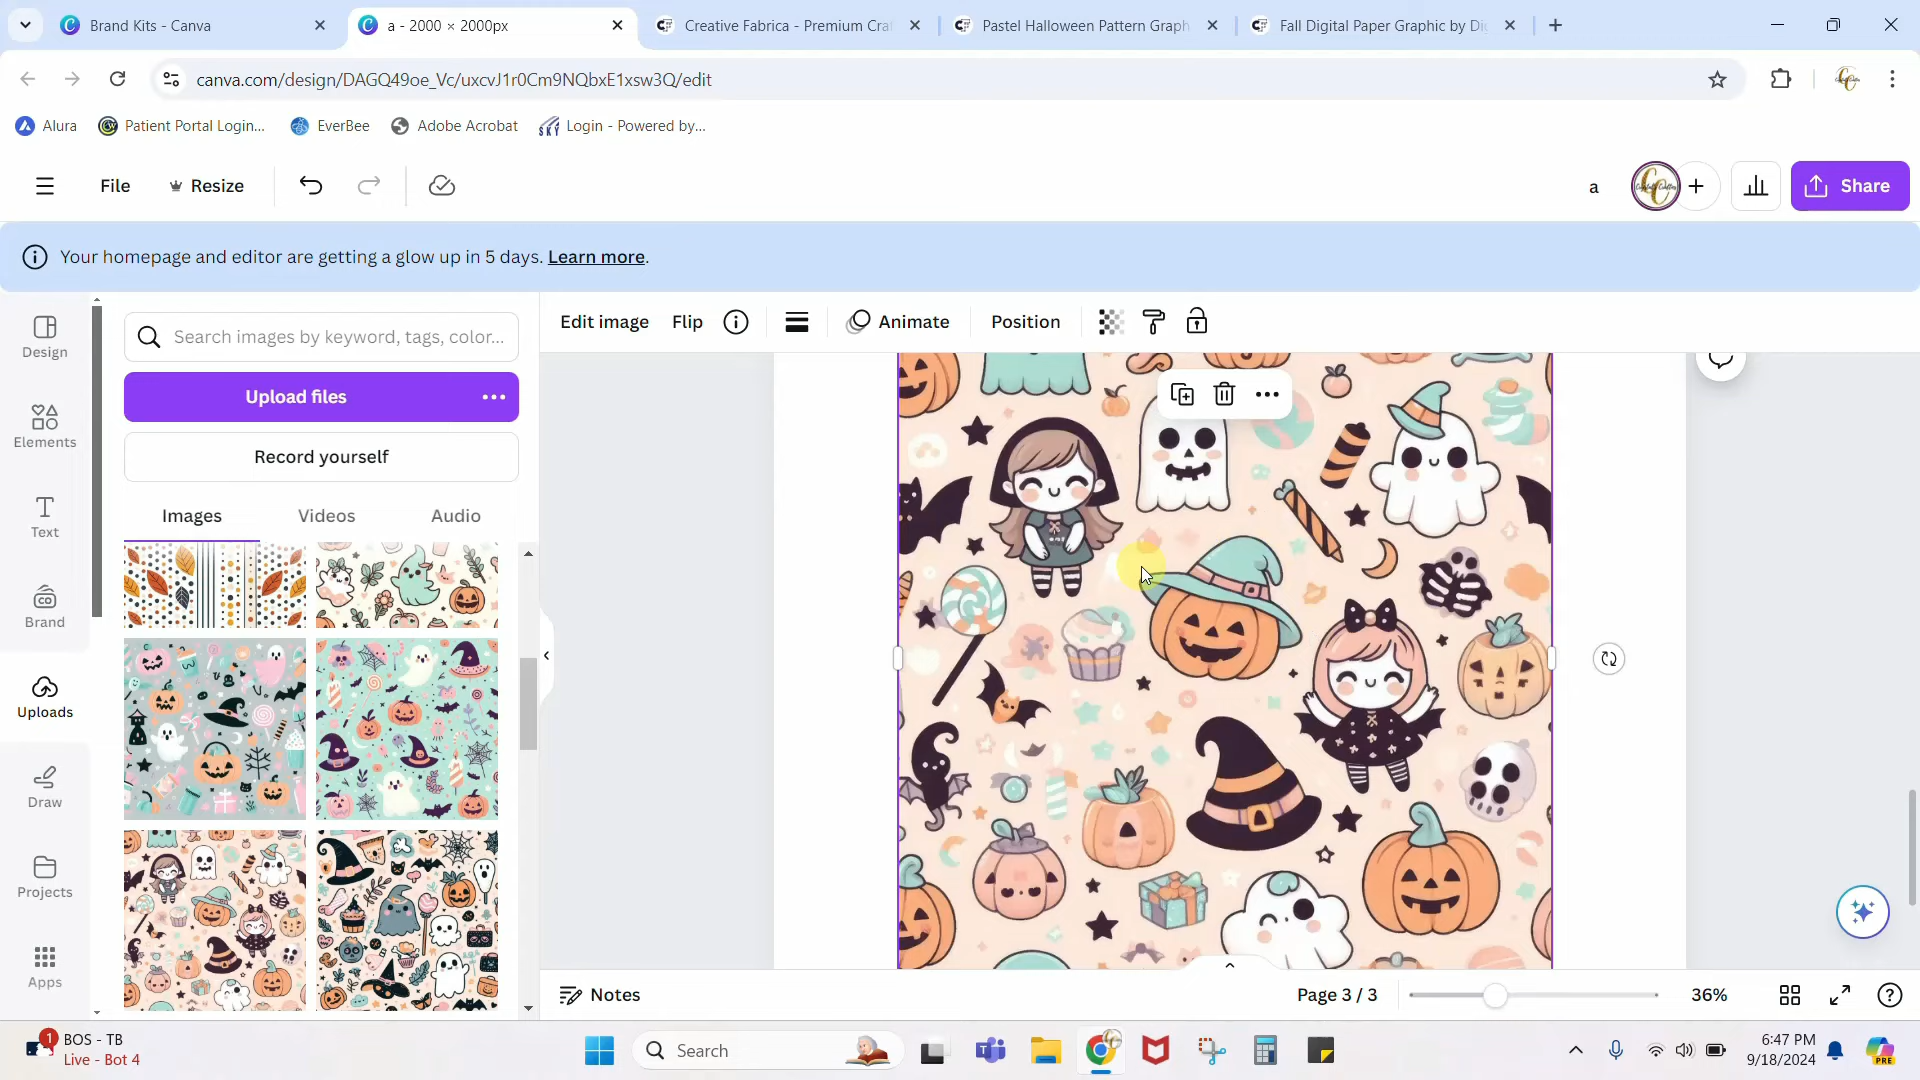 Brand Kits - Canva
a - 2000 × 2000px
Creative Fabrica - Premium Cra
Pastel Halloween Pattern Graph
Fall Digital Paper Graphic by Di
canva.com/design/DAGQ49oe_Vc/uxcvJ1r0Cm9NQbxE1xsw3Q/edit
Alura
Patient Portal Login...
EverBee
Adobe Acrobat
Login - Powered by...
File
Resize
a
Share
Your homepage and editor are getting a glow up in 5 days. Learn more.
Design
Elements
Text
Brand
Uploads
Draw
Projects
Apps
Search images by keyword, tags, color...
Upload files
Record yourself
Images
Videos
Audio
Edit image
Flip
Animate
Position
Notes
Page 3 / 3
36%
1
BOS - TB
Live - Bot 4
Search
6:47 PM
9/18/2024
PRE